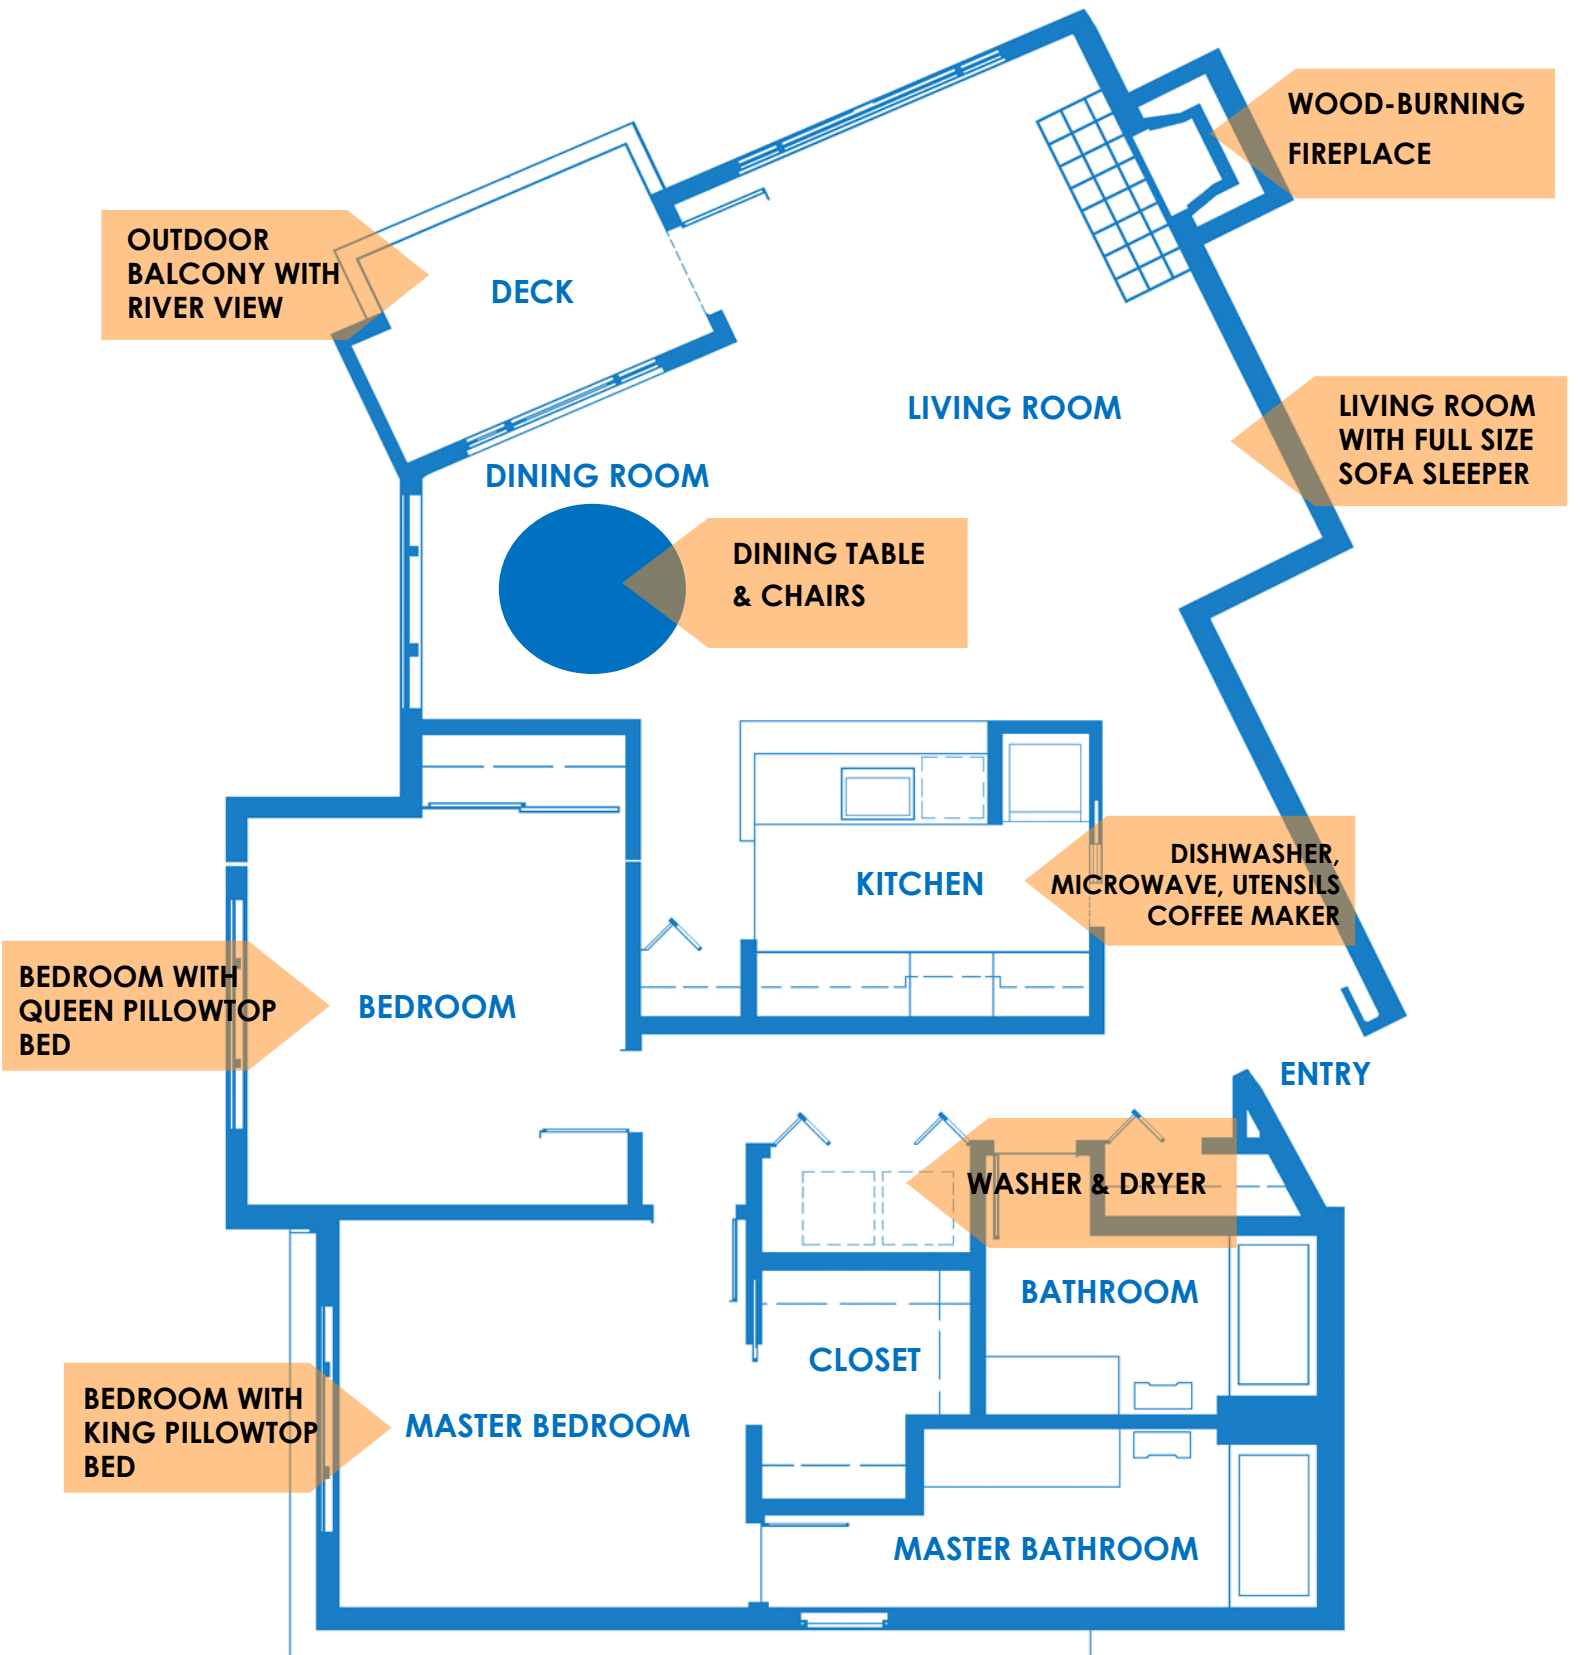 WOOD-BURNING
FIREPLACE
OUTDOOR
BALCONY WITH
RIVER VIEW
DECK
LIVING ROOM
LIVING ROOM
WITH FULL SIZE
SOFA SLEEPER
DINING ROOM
DINING TABLE
& CHAIRS
KITCHEN
DISHWASHER,
MICROWAVE, UTENSILS
COFFEE MAKER
BEDROOM WITH
QUEEN PILLOWTOP
BED
BEDROOM
ENTRY
WASHER & DRYER
BATHROOM
CLOSET
BEDROOM WITH
KING PILLOWTOP
BED
MASTER BEDROOM
MASTER BATHROOM